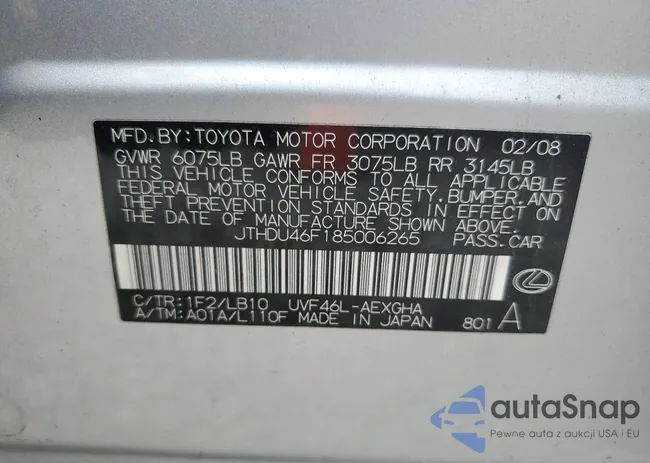 MFD.BY:TOYOTA MOTOR CORPORATION 02/08
GVWR 6075LB GAWR FR 3075LB RR 3145LB
THIS VEHICLE CONFORMS TO ALL APPLICABLE
FEDERAL MOTOR VEHICLE SAFETY,BUMPER,AND
THEFT PREVENTION STANDARDS IN EFFECT ON
THE DATE OF MANUFACTURE SHOWN ABOVE.
JTHDU46F185006265 PASS.CAR
C/TR:1F2/LB10 UVF46L-AEXGHA
A/TM:A01A/L110F MADE IN JAPAN 801 A
autaSnap
Pewne auta z aukcji USA i EU